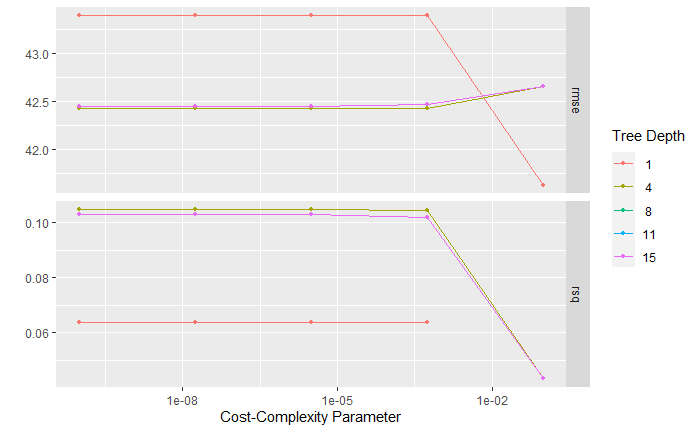 43.0
42.5
42.0
rmse
0.10
0.08
0.06
rsq
1e-08
1e-05
1e-02
Cost-Complexity Parameter
Tree Depth
1
4
8
11
15